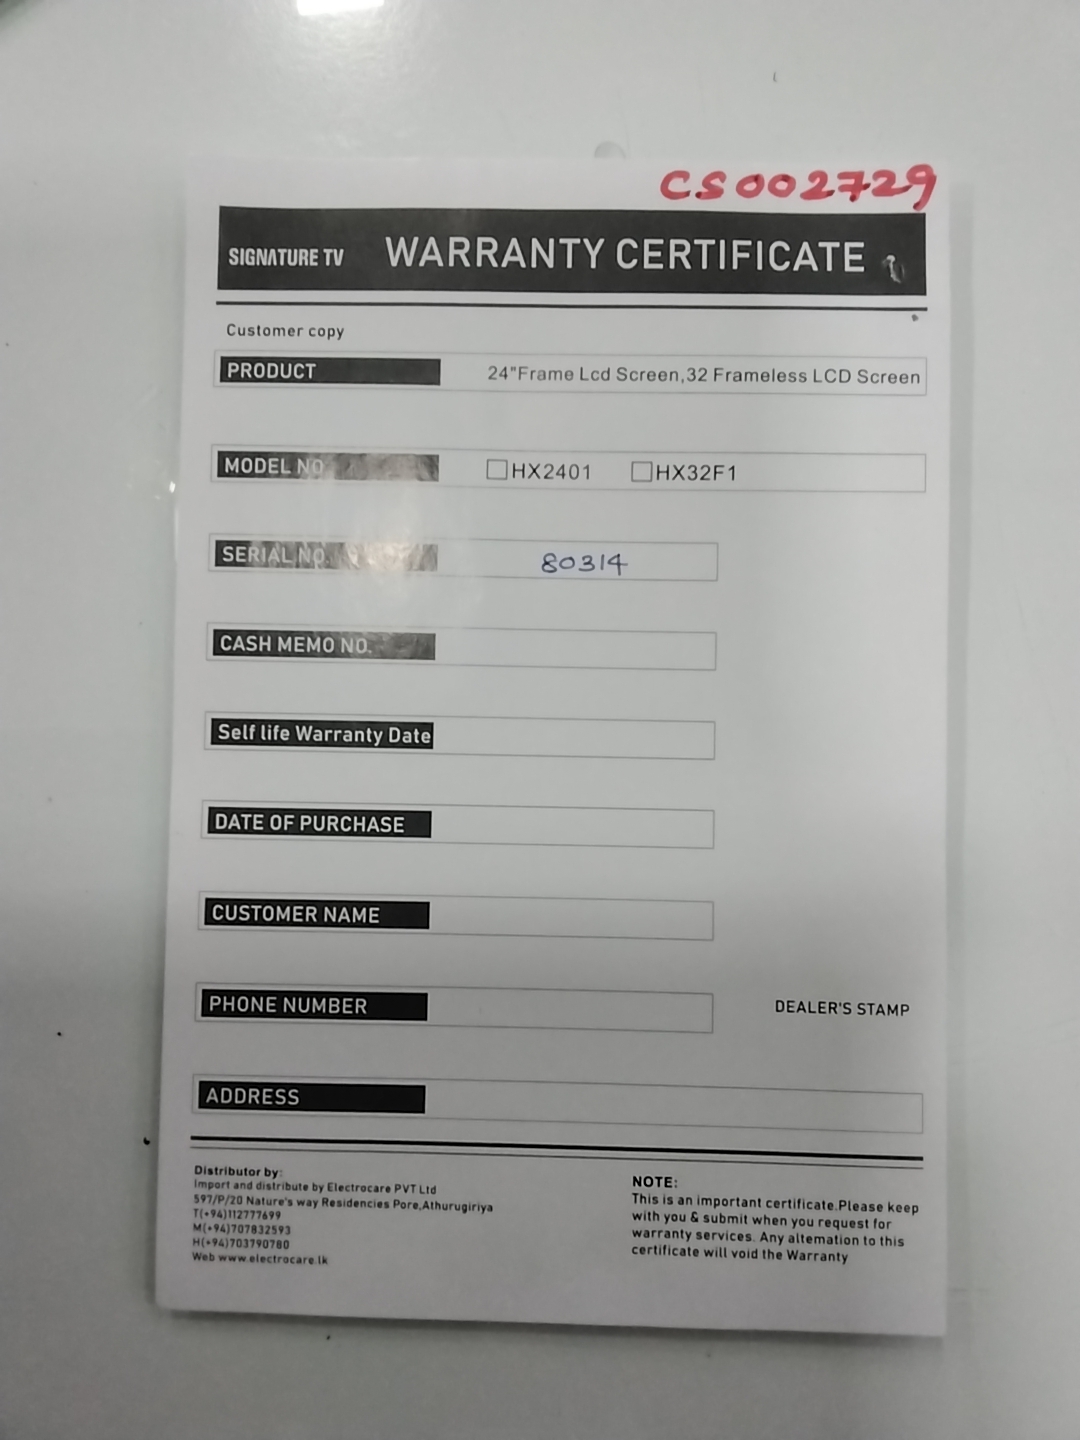 CS002729
SIGNATURE TV WARRANTY CERTIFICATE
Customer copy
PRODUCT 24"Frame Lcd Screen,32 Frameless LCD Screen
MODEL NO. ☐HX2401 ☐HX32F1
SERIAL NO. 80314
CASH MEMO NO.
Self life Warranty Date
DATE OF PURCHASE
CUSTOMER NAME
PHONE NUMBER
DEALER'S STAMP
ADDRESS
Distributor by:
Import and distribute by Electrocare PVT Ltd
597/P/20 Nature's way Residencies Pore,Athurugiriya
T(+94)112777699
M(+94)707832593
H(+94)703790780
Web www.electrocare.lk
NOTE:
This is an important certificate.Please keep
with you & submit when you request for
warranty services. Any altemation to this
certificate will void the Warranty